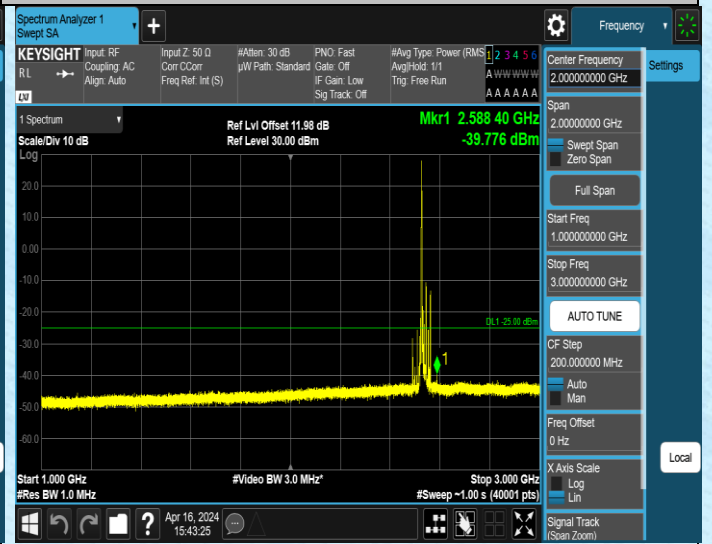 Spectrum Analyzer 1
Swept SA
+
Frequency
KEYSIGHT
RL
LXI
Input: RF
Coupling: AC
Align: Auto
Input Z: 50 Ω
Corr CCorr
Freq Ref: Int (S)
#Atten: 30 dB
µW Path: Standard
PNO: Fast
Gate: Off
IF Gain: Low
Sig Track: Off
#Avg Type: Power (RMS
Avg|Hold: 1/1
Trig: Free Run
1 2 3 4 5 6
A W W W W W
A A A A A A
Settings
1 Spectrum
Scale/Div 10 dB
Log
Ref Lvl Offset 11.98 dB
Ref Level 30.00 dBm
Mkr1 2.588 40 GHz
-39.776 dBm
20.0
10.0
0.00
-10.0
-20.0
-30.0
-40.0
-50.0
-60.0
DL1 -25.00 dBm
1
Start 1.000 GHz
#Res BW 1.0 MHz
#Video BW 3.0 MHz*
Stop 3.000 GHz
#Sweep ~1.00 s (40001 pts)
Center Frequency
2.000000000 GHz
Span
2.00000000 GHz
Swept Span
Zero Span
Full Span
Start Freq
1.000000000 GHz
Stop Freq
3.000000000 GHz
AUTO TUNE
CF Step
200.000000 MHz
Auto
Man
Freq Offset
0 Hz
X Axis Scale
Log
Lin
Signal Track
(Span Zoom)
Local
?
Apr 16, 2024
15:43:25